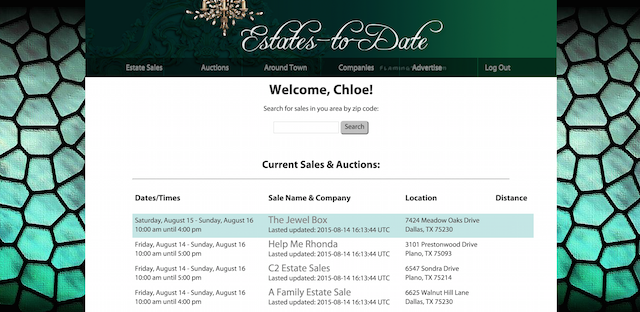 Estates-to-Date
Estate Sales Auctions Around Town Companies Advertise Log Out
Welcome, Chloe!
Search for sales in you area by zip code:
Search
Current Sales & Auctions:
Dates/Times Sale Name & Company Location Distance
Saturday, August 15 - Sunday, August 16 The Jewel Box 7424 Meadow Oaks Drive
10:00 am until 4:00 pm Last updated: 2015-08-14 16:13:44 UTC Dallas, TX 75230
Friday, August 14 - Sunday, August 16 Help Me Rhonda 3101 Prestonwood Drive
10:00 am until 5:00 pm Last updated: 2015-08-14 16:13:44 UTC Plano, TX 75093
Friday, August 14 - Sunday, August 16 C2 Estate Sales 6547 Sondra Drive
10:00 am until 5:00 pm Last updated: 2015-08-14 16:13:44 UTC Plano, TX 75214
Friday, August 14 - Sunday, August 16 A Family Estate Sale 6625 Walnut Hill Lane
10:00 am until 4:00 pm Last updated: 2015-08-14 16:13:44 UTC Dallas, TX 75230